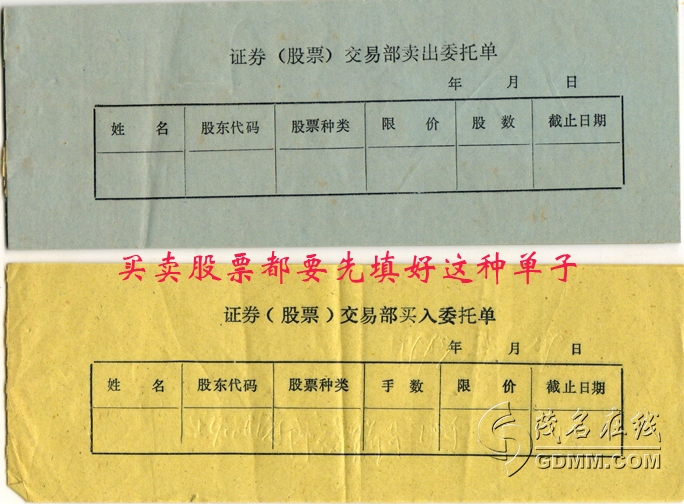 证券（股票）交易部卖出委托单
年 月 日
姓 名 股东代码 股票种类 限 价 股 数 截止日期
买卖股票都要先填好这种单子
证券（股票）交易部买入委托单
年 月 日
姓 名 股东代码 股票种类 手 数 限 价 截止日期
茂名在线
GDMM.COM